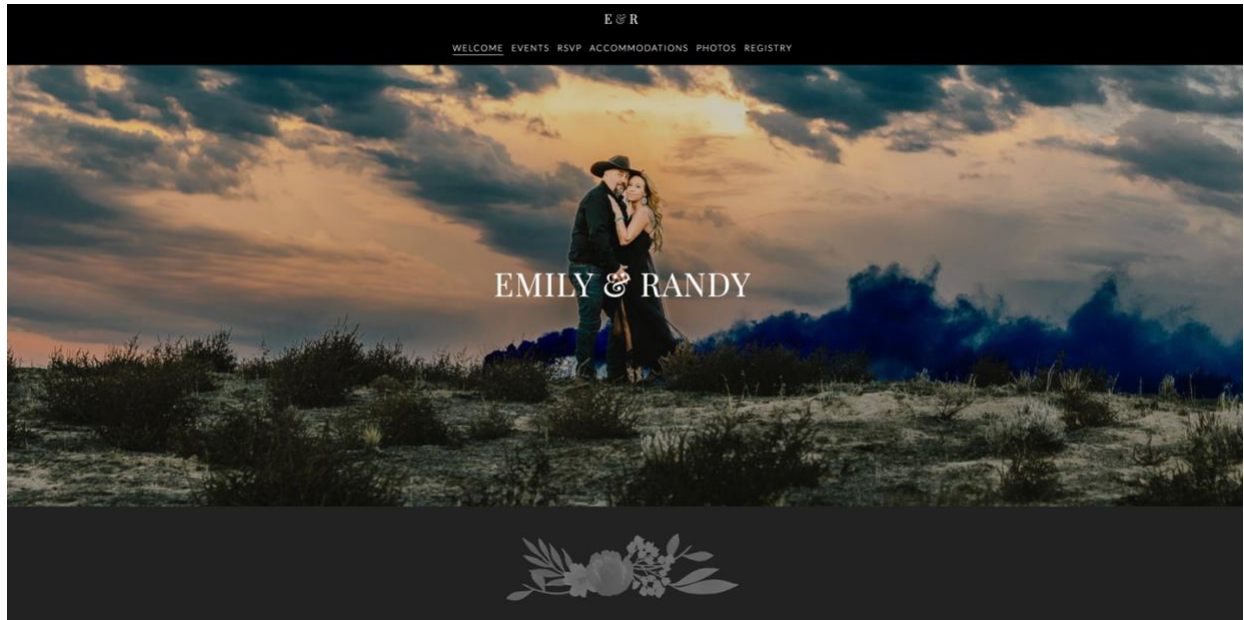 E & R
WELCOME EVENTS RSVP ACCOMMODATIONS PHOTOS REGISTRY
EMILY & RANDY